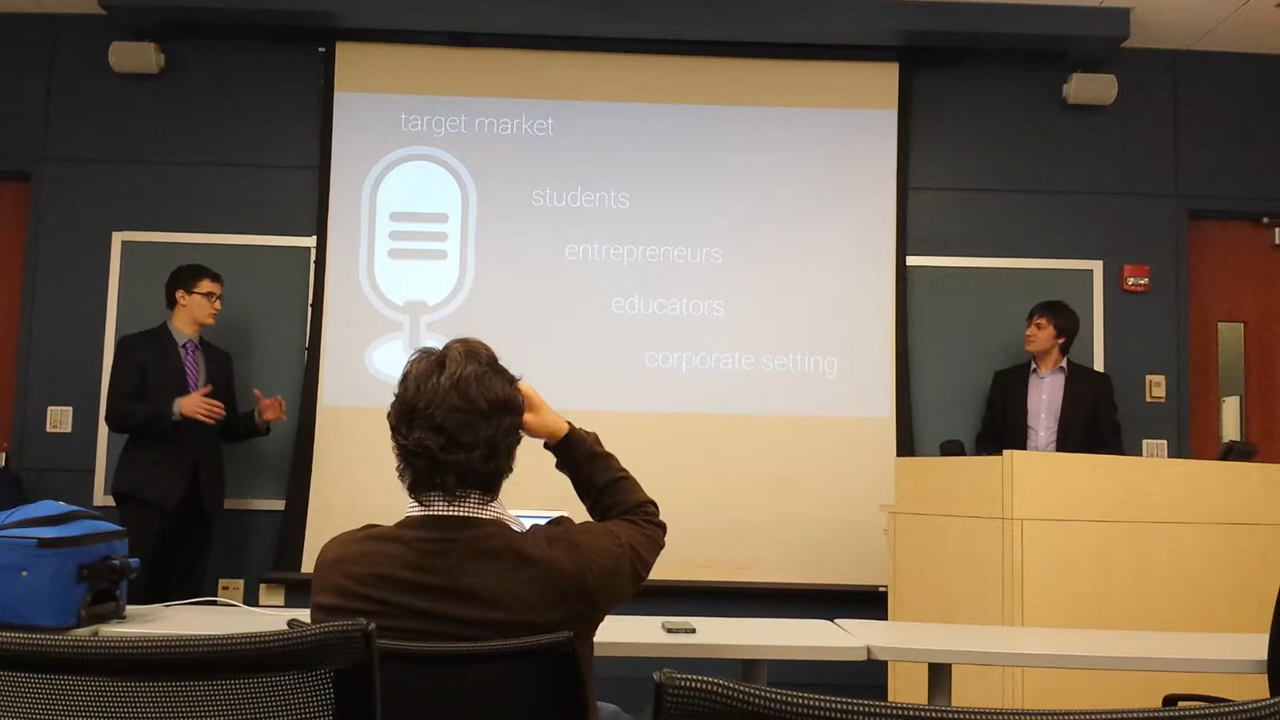 target market
students
entrepreneurs
educators
corporate setting